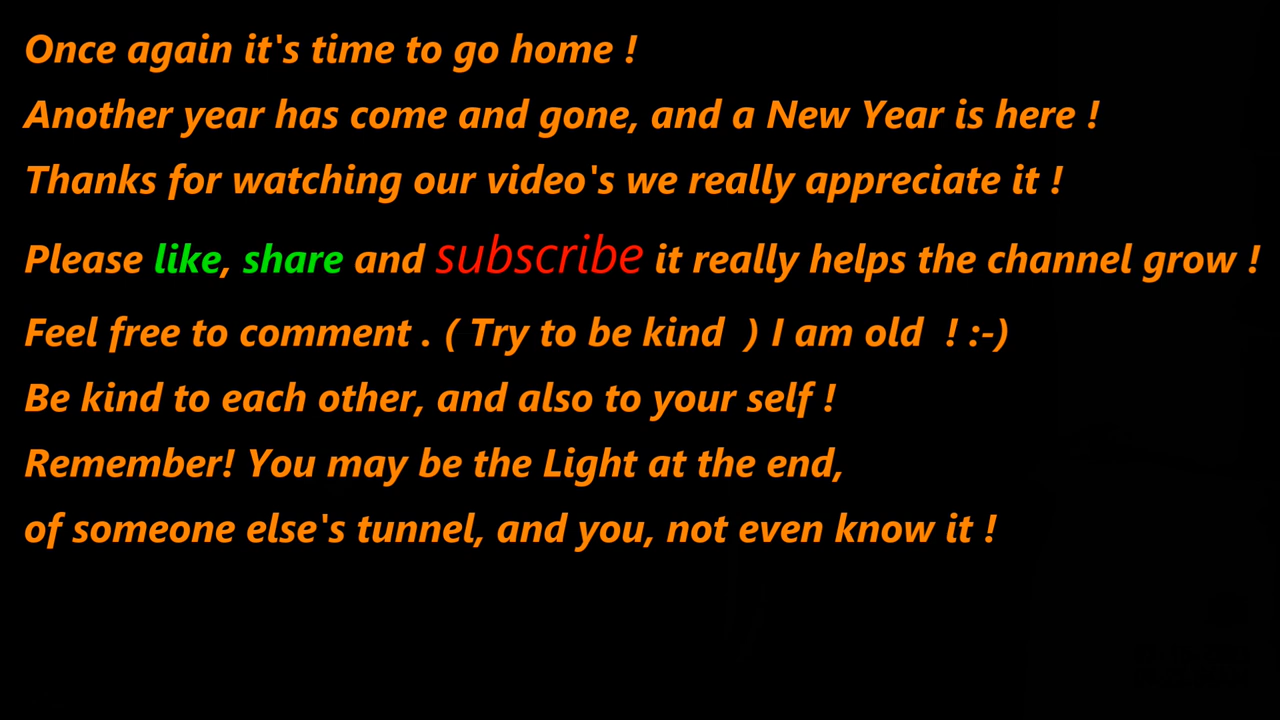 Once again it's time to go home !
Another year has come and gone, and a New Year is here !
Thanks for watching our video's we really appreciate it !
Please like, share and subscribe it really helps the channel grow !
Feel free to comment . ( Try to be kind  ) I am old  ! :-)
Be kind to each other, and also to your self !
Remember! You may be the Light at the end,
of someone else's tunnel, and you, not even know it !